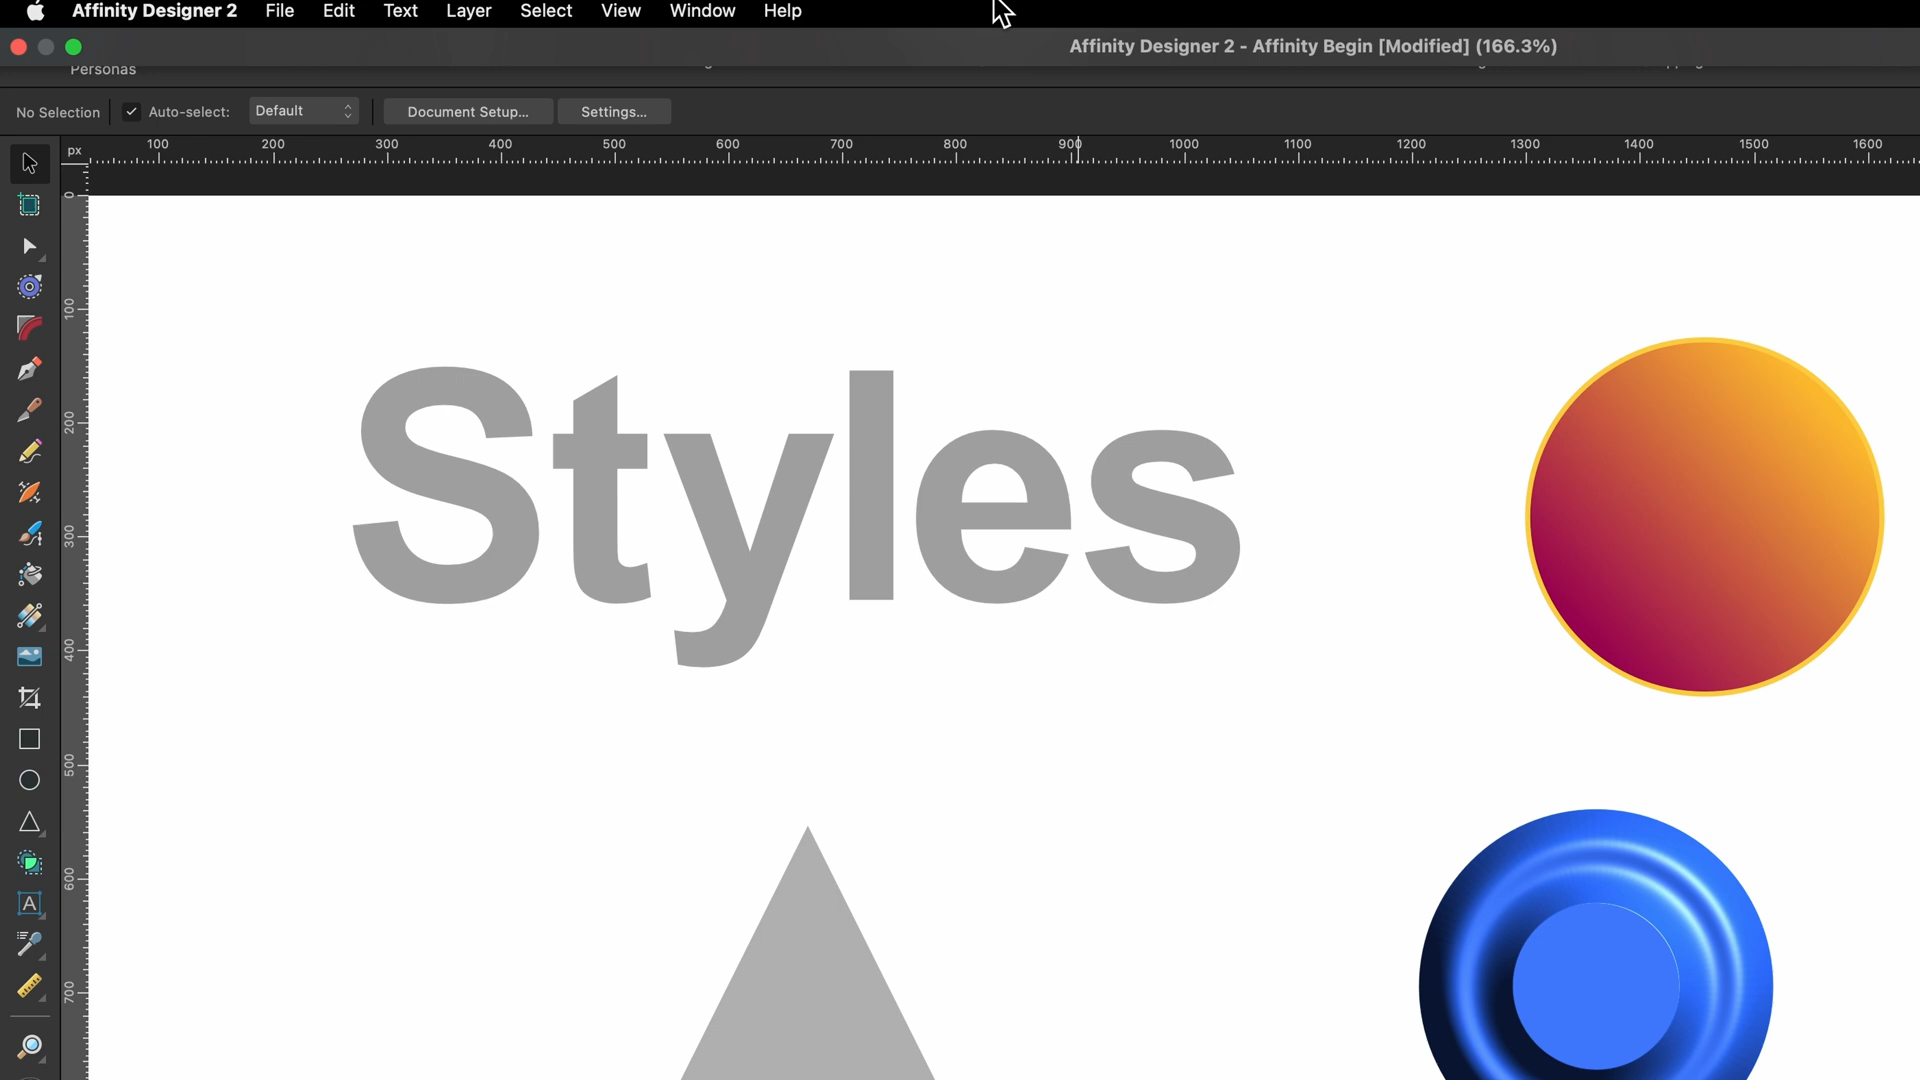 Affinity Designer 2 File Edit Text Layer Select View Window Help
Affinity Designer 2 - Affinity Begin [Modified] (166.3%)
Personas
No Selection Auto-select: Default Document Setup... Settings...
px 100 200 300 400 500 600 700 800 900 1000 1100 1200 1300 1400 1500 1600
0
100
200
300
400
500
600
700
Styles
A